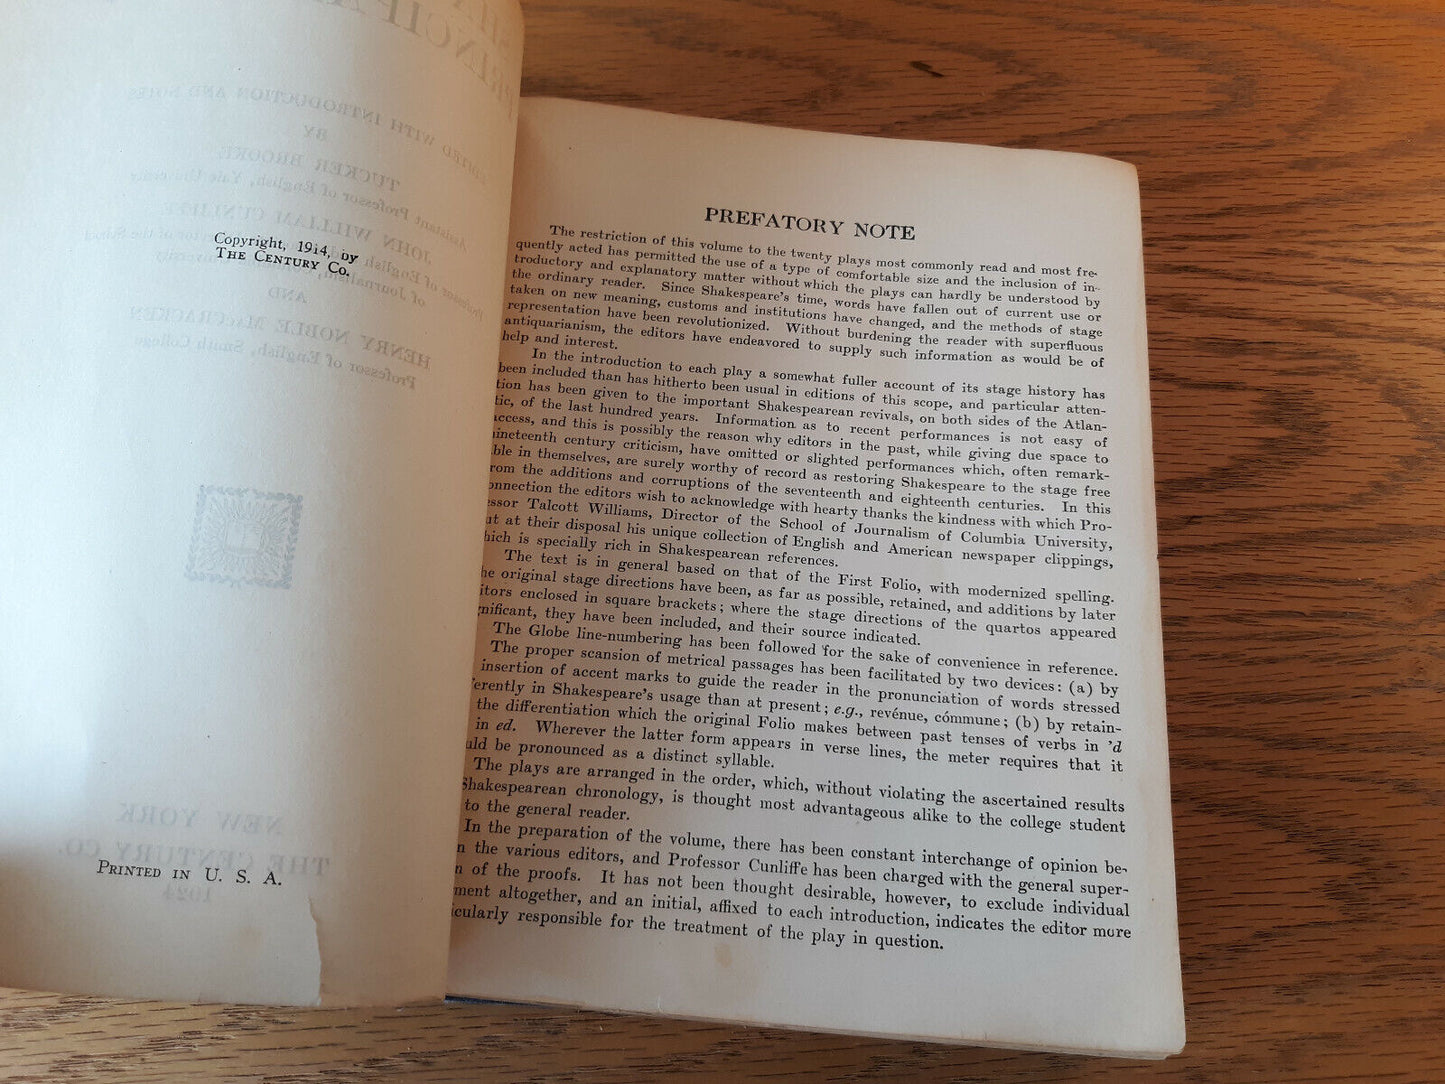 Copyright, 1914, by
THE CENTURY CO.
PRINTED IN U. S. A.
PREFATORY NOTE
The restriction of this volume to the twenty plays most commonly read and most fre-
quently acted has permitted the use of a type of comfortable size and the inclusion of in-
troductory and explanatory matter without which the plays can hardly be understood by
the ordinary reader. Since Shakespeare's time, words have fallen out of current use or
taken on new meaning, customs and institutions have changed, and the methods of stage
representation have been revolutionized. Without burdening the reader with superfluous
antiquarianism, the editors have endeavored to supply such information as would be of
help and interest.
In the introduction to each play a somewhat fuller account of its stage history has
been included than has hitherto been usual in editions of this scope, and particular atten-
tion has been given to the important Shakespearean revivals, on both sides of the Atlan-
tic, of the last hundred years. Information as to recent performances is not easy of
access, and this is possibly the reason why editors in the past, while giving due space to
nineteenth century criticism, have omitted or slighted performances which, often remark-
ble in themselves, are surely worthy of record as restoring Shakespeare to the stage free
rom the additions and corruptions of the seventeenth and eighteenth centuries. In this
onnection the editors wish to acknowledge with hearty thanks the kindness with which Pro-
essor Talcott Williams, Director of the School of Journalism of Columbia University,
ut at their disposal his unique collection of English and American newspaper clippings,
hich is specially rich in Shakespearean references.
The text is in general based on that of the First Folio, with modernized spelling.
he original stage directions have been, as far as possible, retained, and additions by later
itors enclosed in square brackets; where the stage directions of the quartos appeared
gnificant, they have been included, and their source indicated.
The Globe line-numbering has been followed for the sake of convenience in reference.
The proper scansion of metrical passages has been facilitated by two devices: (a) by
insertion of accent marks to guide the reader in the pronunciation of words stressed
erently in Shakespeare's usage than at present; e.g., revénue, cómmune; (b) by retain-
the differentiation which the original Folio makes between past tenses of verbs in 'd
in ed. Wherever the latter form appears in verse lines, the meter requires that it
uld be pronounced as a distinct syllable.
The plays are arranged in the order, which, without violating the ascertained results
Shakespearean chronology, is thought most advantageous alike to the college student
to the general reader.
In the preparation of the volume, there has been constant interchange of opinion be-
n the various editors, and Professor Cunliffe has been charged with the general super-
n of the proofs. It has not been thought desirable, however, to exclude individual
ment altogether, and an initial, affixed to each introduction, indicates the editor more
icularly responsible for the treatment of the play in question.